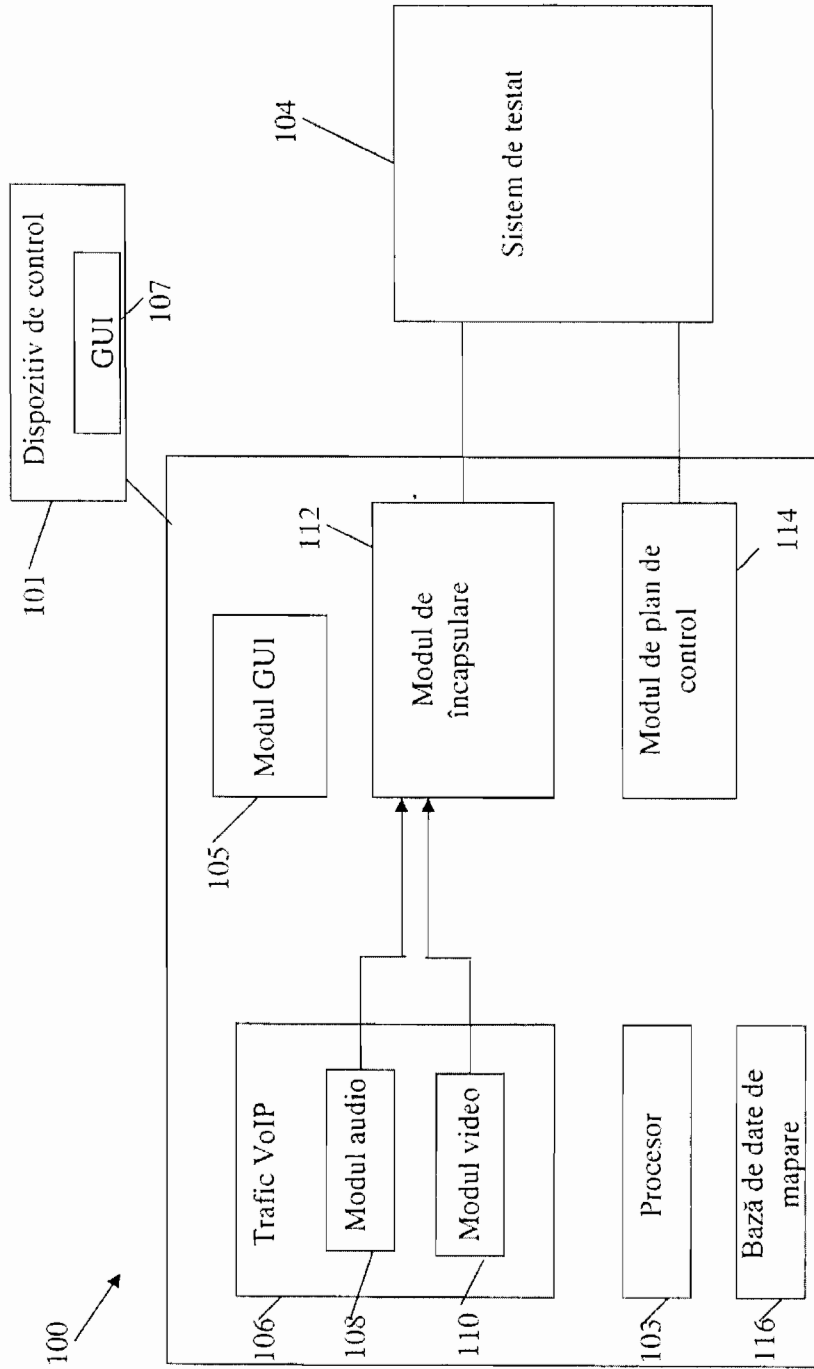 100
101
Dispozitiv de control
GUI
107
106
Trafic VoIP
108
Modul audio
110
Modul video
105
Modul GUI
112
Modul de
încapsulare
104
Sistem de testat
103
Procesor
116
Bază de date de
mapare
Modul de plan de
control
114